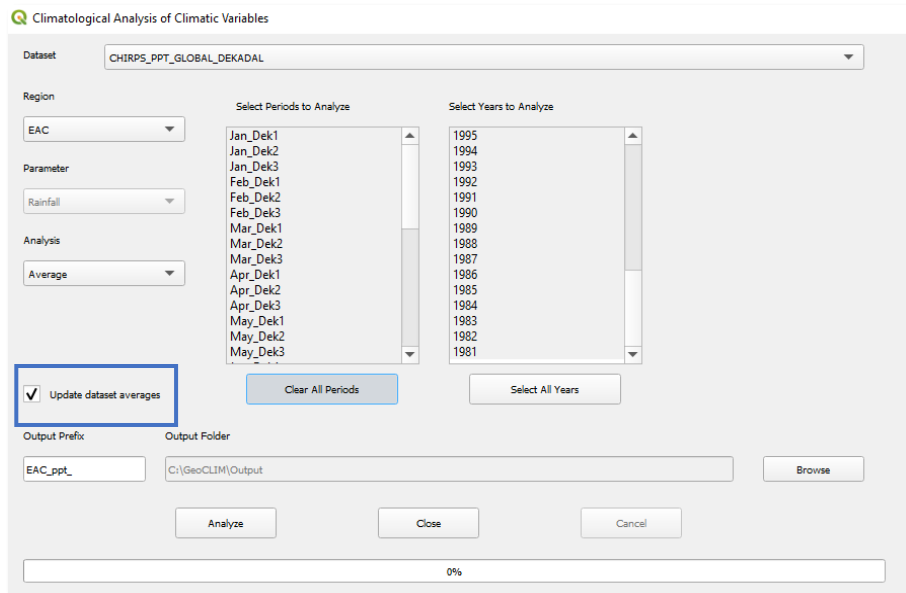 Climatological Analysis of Climatic Variables
Dataset
CHIRPS_PPT_GLOBAL_DEKADAL
Region
EAC
Parameter
Rainfall
Analysis
Average
Select Periods to Analyze
Jan_Dek1
Jan_Dek2
Jan_Dek3
Feb_Dek1
Feb_Dek2
Feb_Dek3
Mar_Dek1
Mar_Dek2
Mar_Dek3
Apr_Dek1
Apr_Dek2
Apr_Dek3
May_Dek1
May_Dek2
May_Dek3
Clear All Periods
Select Years to Analyze
1995
1994
1993
1992
1991
1990
1989
1988
1987
1986
1985
1984
1983
1982
1981
Select All Years
Update dataset averages
Output Prefix
EAC_ppt_
Output Folder
C:\GeoCLIM\Output
Browse
Analyze
Close
Cancel
0%